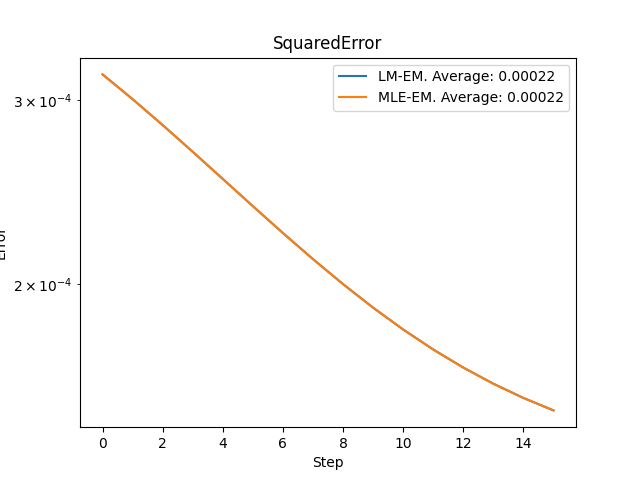 SquaredError
LM-EM. Average: 0.00022
MLE-EM. Average: 0.00022
3 × 10⁻⁴
2 × 10⁻⁴
Error
0 2 4 6 8 10 12 14
Step